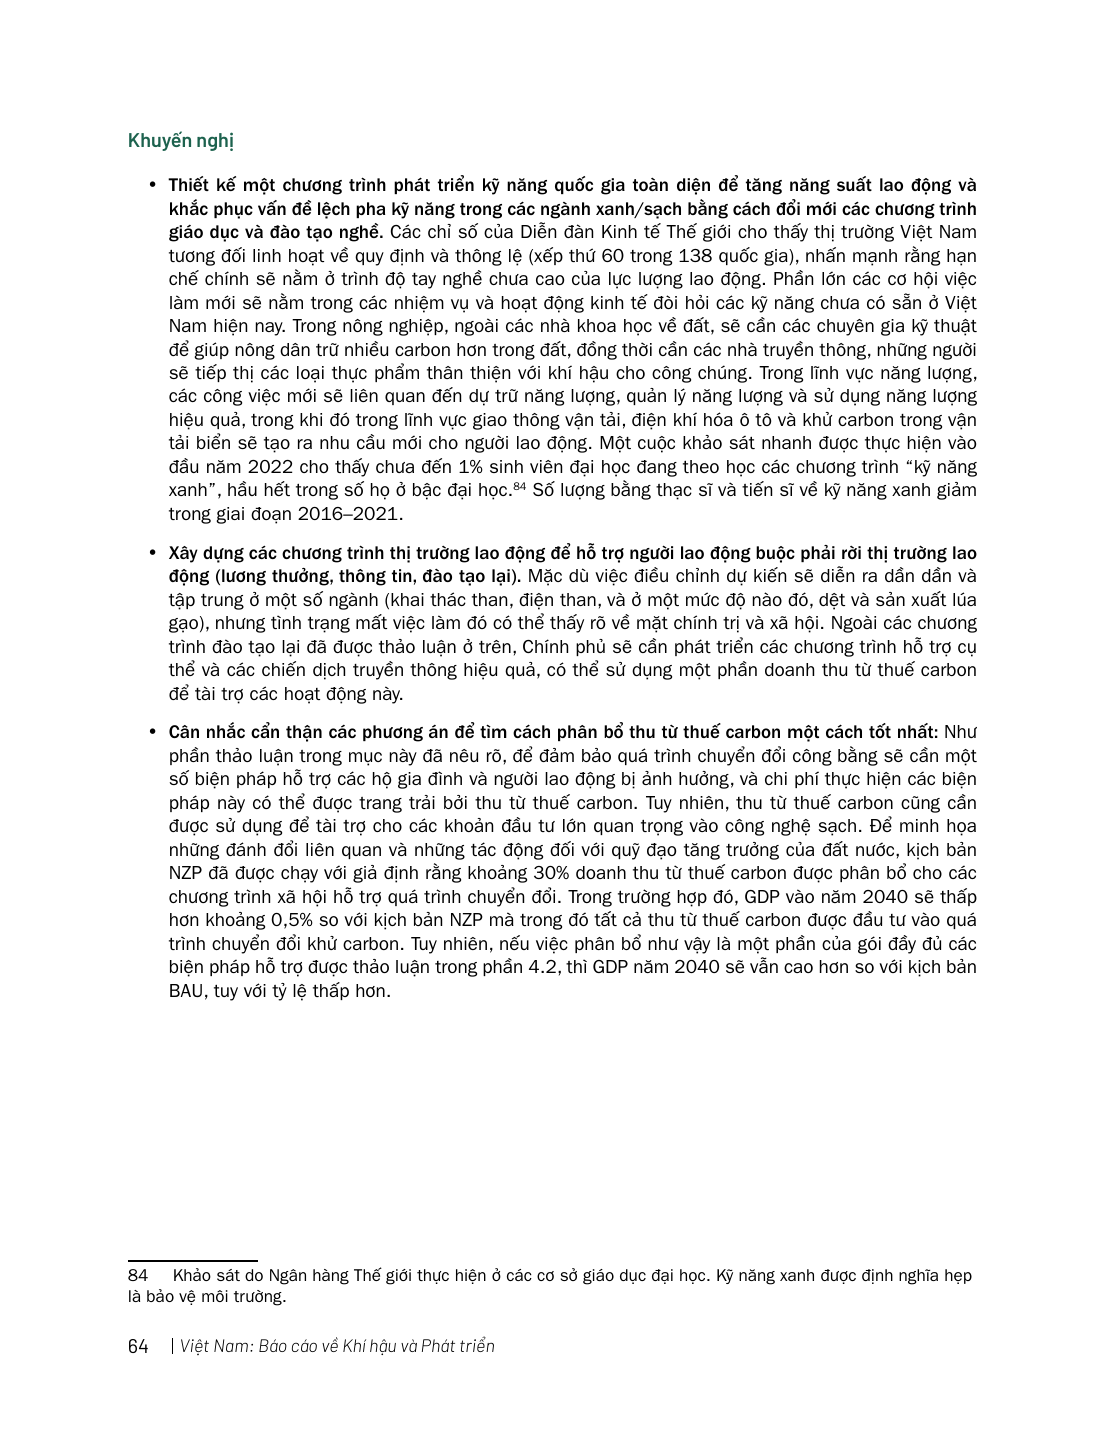 Khuyến nghị
• Thiết kế một chương trình phát triển kỹ năng quốc gia toàn diện để tăng năng suất lao động và
khắc phục vấn đề lệch pha kỹ năng trong các ngành xanh/sạch bằng cách đổi mới các chương trình
giáo dục và đào tạo nghề. Các chỉ số của Diễn đàn Kinh tế Thế giới cho thấy thị trường Việt Nam
tương đối linh hoạt về quy định và thông lệ (xếp thứ 60 trong 138 quốc gia), nhấn mạnh rằng hạn
chế chính sẽ nằm ở trình độ tay nghề chưa cao của lực lượng lao động. Phần lớn các cơ hội việc
làm mới sẽ nằm trong các nhiệm vụ và hoạt động kinh tế đòi hỏi các kỹ năng chưa có sẵn ở Việt
Nam hiện nay. Trong nông nghiệp, ngoài các nhà khoa học về đất, sẽ cần các chuyên gia kỹ thuật
để giúp nông dân trữ nhiều carbon hơn trong đất, đồng thời cần các nhà truyền thông, những người
sẽ tiếp thị các loại thực phẩm thân thiện với khí hậu cho công chúng. Trong lĩnh vực năng lượng,
các công việc mới sẽ liên quan đến dự trữ năng lượng, quản lý năng lượng và sử dụng năng lượng
hiệu quả, trong khi đó trong lĩnh vực giao thông vận tải, điện khí hóa ô tô và khử carbon trong vận
tải biển sẽ tạo ra nhu cầu mới cho người lao động. Một cuộc khảo sát nhanh được thực hiện vào
đầu năm 2022 cho thấy chưa đến 1% sinh viên đại học đang theo học các chương trình “kỹ năng
xanh”, hầu hết trong số họ ở bậc đại học.84 Số lượng bằng thạc sĩ và tiến sĩ về kỹ năng xanh giảm
trong giai đoạn 2016–2021.
• Xây dựng các chương trình thị trường lao động để hỗ trợ người lao động buộc phải rời thị trường lao
động (lương thưởng, thông tin, đào tạo lại). Mặc dù việc điều chỉnh dự kiến sẽ diễn ra dần dần và
tập trung ở một số ngành (khai thác than, điện than, và ở một mức độ nào đó, dệt và sản xuất lúa
gạo), nhưng tình trạng mất việc làm đó có thể thấy rõ về mặt chính trị và xã hội. Ngoài các chương
trình đào tạo lại đã được thảo luận ở trên, Chính phủ sẽ cần phát triển các chương trình hỗ trợ cụ
thể và các chiến dịch truyền thông hiệu quả, có thể sử dụng một phần doanh thu từ thuế carbon
để tài trợ các hoạt động này.
• Cân nhắc cẩn thận các phương án để tìm cách phân bổ thu từ thuế carbon một cách tốt nhất: Như
phần thảo luận trong mục này đã nêu rõ, để đảm bảo quá trình chuyển đổi công bằng sẽ cần một
số biện pháp hỗ trợ các hộ gia đình và người lao động bị ảnh hưởng, và chi phí thực hiện các biện
pháp này có thể được trang trải bởi thu từ thuế carbon. Tuy nhiên, thu từ thuế carbon cũng cần
được sử dụng để tài trợ cho các khoản đầu tư lớn quan trọng vào công nghệ sạch. Để minh họa
những đánh đổi liên quan và những tác động đối với quỹ đạo tăng trưởng của đất nước, kịch bản
NZP đã được chạy với giả định rằng khoảng 30% doanh thu từ thuế carbon được phân bổ cho các
chương trình xã hội hỗ trợ quá trình chuyển đổi. Trong trường hợp đó, GDP vào năm 2040 sẽ thấp
hơn khoảng 0,5% so với kịch bản NZP mà trong đó tất cả thu từ thuế carbon được đầu tư vào quá
trình chuyển đổi khử carbon. Tuy nhiên, nếu việc phân bổ như vậy là một phần của gói đầy đủ các
biện pháp hỗ trợ được thảo luận trong phần 4.2, thì GDP năm 2040 sẽ vẫn cao hơn so với kịch bản
BAU, tuy với tỷ lệ thấp hơn.
84 Khảo sát do Ngân hàng Thế giới thực hiện ở các cơ sở giáo dục đại học. Kỹ năng xanh được định nghĩa hẹp
là bảo vệ môi trường.
64 | Việt Nam: Báo cáo về Khí hậu và Phát triển